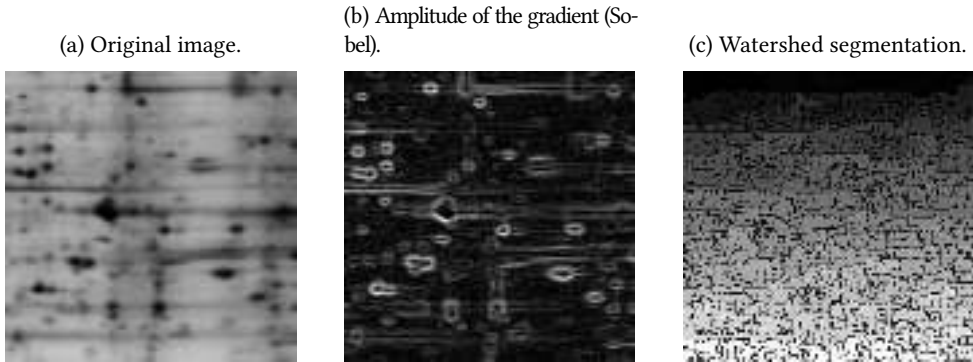 (a) Original image.
(b) Amplitude of the gradient (So-
bel).
(c) Watershed segmentation.